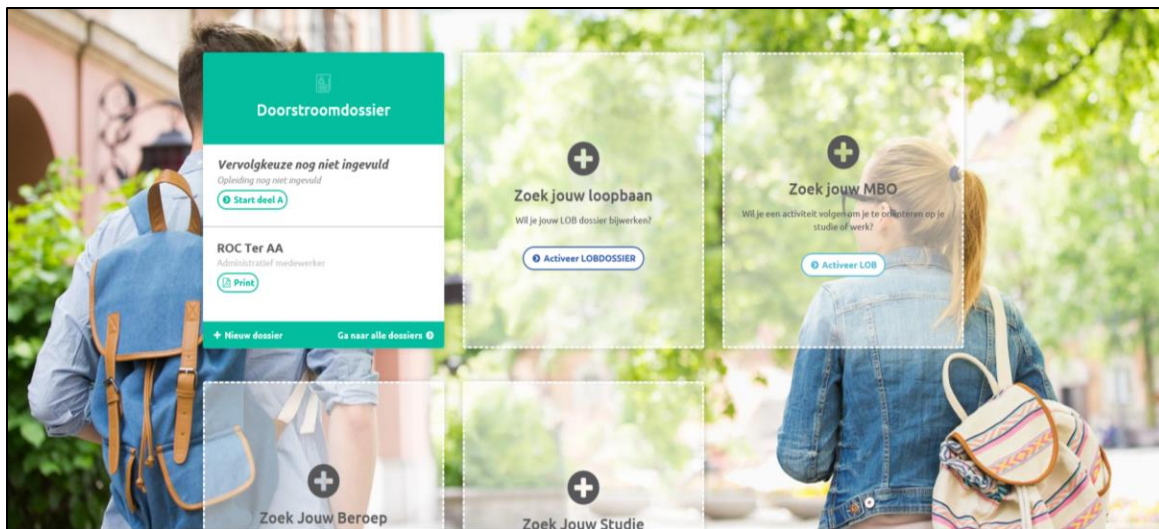 Doorstroomdossier
Vervolgkeuze nog niet ingevuld
Opleiding nog niet ingevuld
Start deel A
ROC Ter AA
Administratief medewerker
Print
+ Nieuw dossier
Ga naar alle dossiers
Zoek jouw loopbaan
Wil je jouw LOB dossier bijwerken?
Activeer LOBDOSSIER
Zoek jouw MBO
Wil je een activiteit volgen om je te oriënteren op je
studie of werk?
Activeer LOB
Zoek Jouw Beroep
Zoek Jouw Studie